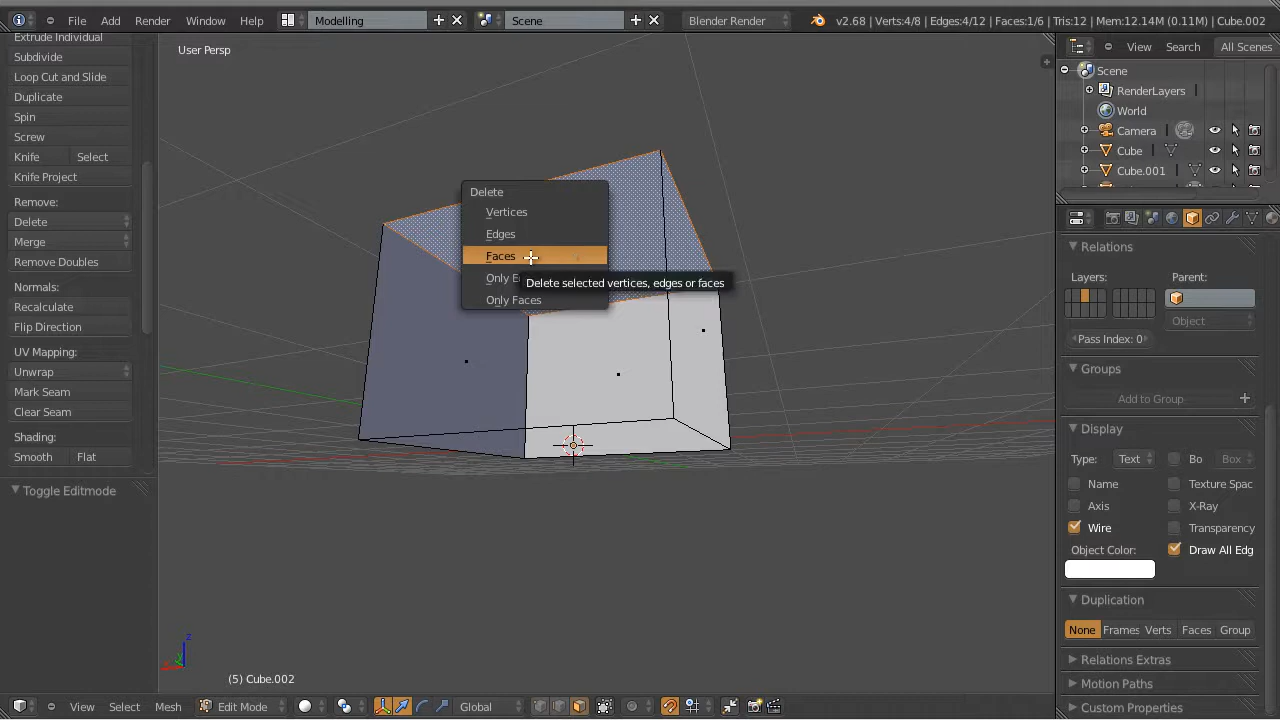 File Add Render Window Help Modelling Scene Blender Render v2.68 | Verts:4/8 | Edges:4/12 | Faces:1/6 | Tris:12 | Mem:12.14M (0.11M) | Cube.002
Extrude Individual
Subdivide
Loop Cut and Slide
Duplicate
Spin
Screw
Knife Select
Knife Project
Remove:
Delete
Merge
Remove Doubles
Normals:
Recalculate
Flip Direction
UV Mapping:
Unwrap
Mark Seam
Clear Seam
Shading:
Smooth Flat
Toggle Editmode
User Persp
Delete
Vertices
Edges
Faces
Only E
Delete selected vertices, edges or faces
Only Faces
z
y
x
(5) Cube.002
View Select Mesh Edit Mode Global
View Search All Scenes
Scene
RenderLayers
World
Camera
Cube
Cube.001
Relations
Layers: Parent:
Object
Pass Index: 0
Groups
Add to Group
Display
Type: Text Bo Box
Name Texture Spac
Axis X-Ray
Wire Transparency
Object Color: Draw All Edg
Duplication
None Frames Verts Faces Group
Relations Extras
Motion Paths
Custom Properties